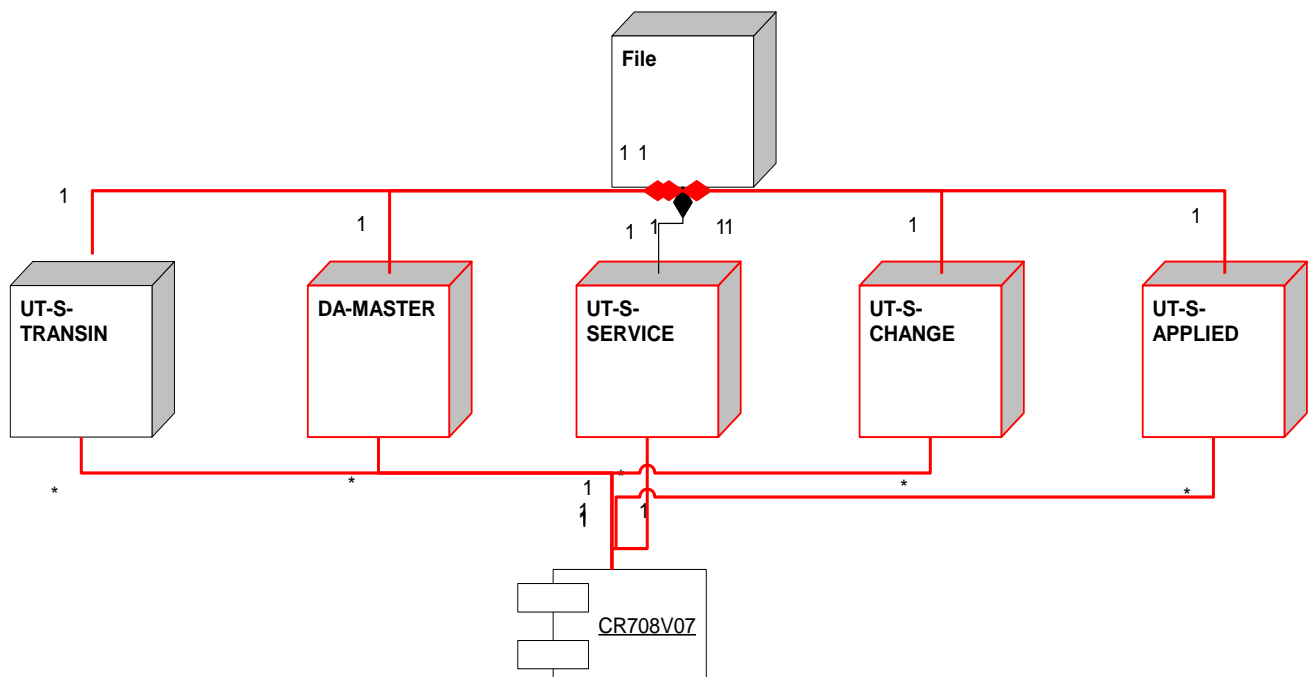 File
1 1
1
1
1
1
11
1
1
UT-S-
TRANSIN
DA-MASTER
UT-S-
SERVICE
UT-S-
CHANGE
UT-S-
APPLIED
*
*
*
*
*
1
1
1
1
CR708V07